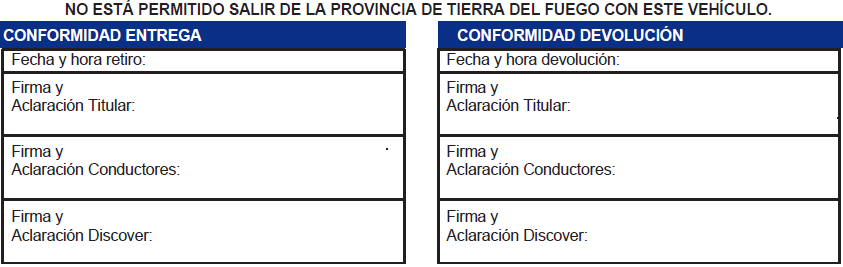 NO ESTÁ PERMITIDO SALIR DE LA PROVINCIA DE TIERRA DEL FUEGO CON ESTE VEHÍCULO.
CONFORMIDAD ENTREGA
Fecha y hora retiro:
Firma y
Aclaración Titular:
Firma y
Aclaración Conductores:
Firma y
Aclaración Discover:
CONFORMIDAD DEVOLUCIÓN
Fecha y hora devolución:
Firma y
Aclaración Titular:
Firma y
Aclaración Conductores:
Firma y
Aclaración Discover: